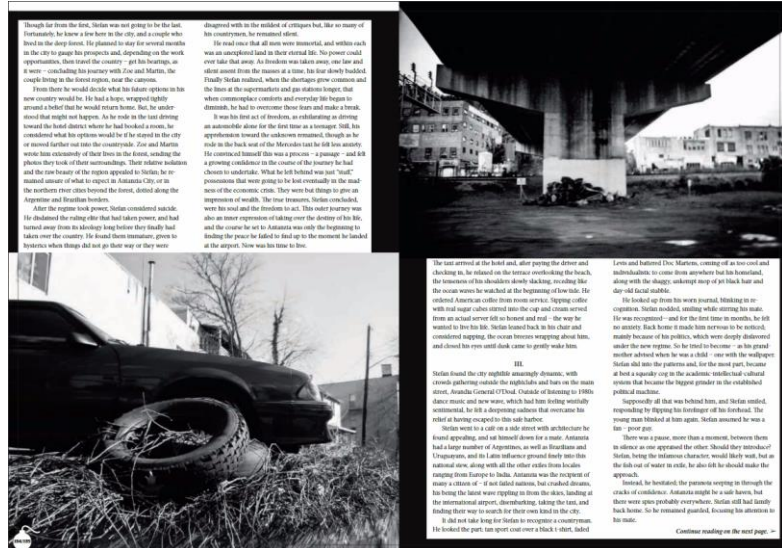 Though far from the first, Stefan was not going to be the last.
Fortunately, he knew a few here in the city, and a couple who
lived in the deep forest. He planned to stay for several months
in the city to gauge his prospects and, depending on the work
opportunities, then travel the country – get his bearings, as
it were – concluding his journey with Zoe and Martin, the
couple living in the forest region, near the canyons.
From there he would decide what his future options in his
new country would be. He had a hope, wrapped tightly
around a belief that he would return home. But, he under-
stood that might not happen. As he rode in the taxi driving
toward the hotel district where he had booked a room, he
considered what his options would be if he stayed in the city
or moved farther out into the countryside. Zoe and Martin
wrote him extensively of their lives in the forest, sending the
photos they took of their surroundings. Their relative isolation
and the raw beauty of the region appealed to Stefan; he re-
mained unsure of what to expect in Antanzia City, or in
the northern river cities beyond the forest, dotted along the
Argentine and Brazilian borders.
After the regime took power, Stefan considered suicide.
He disdained the ruling elite that had taken power, and had
turned away from its ideology long before they finally had
taken over the country. He found them immature, given to
hysterics when things did not go their way or they were
disagreed with in the mildest of critiques but, like so many of
his countrymen, he remained silent.
He read once that all men were immortal, and within each
was an unexplored land in their eternal life. No power could
ever take that away. As freedom was taken away, one law and
silent assent from the masses at a time, his fear slowly budded.
Finally Stefan realized, when the shortages grew common and
the lines at the supermarkets and gas stations longer, that
when commonplace comforts and everyday life began to
diminish, he had to overcome those fears and make a break.
It was his first act of freedom, as exhilarating as driving
an automobile alone for the first time as a teenager. Still, his
apprehension toward the unknown remained, though as he
rode in the back seat of the Mercedes taxi he felt less anxiety.
He convinced himself this was a process – a passage – and felt
a growing confidence in the course of the journey he had
chosen to undertake. What he left behind was just "stuff,"
possessions that were going to be lost eventually in the mad-
ness of the economic crisis. They were but things to give an
impression of wealth. The true treasures, Stefan concluded,
were his soul and the freedom to act. This outer journey was
also an inner expression of taking over the destiny of his life,
and the course he set to Antanzia was only the beginning to
finding the peace he failed to find up to the moment he landed
at the airport. Now was his time to live.
The taxi arrived at the hotel and, after paying the driver and
checking in, he relaxed on the terrace overlooking the beach,
the tenseness of his shoulders slowly slacking, receding like
the ocean waves he watched at the beginning of low tide. He
ordered American coffee from room service. Sipping coffee
with real sugar cubes stirred into the cup and cream served
from an actual server felt so honest and real – the way he
wanted to live his life. Stefan leaned back in his chair and
considered napping, the ocean breezes wrapping about him,
and closed his eyes until dusk came to gently wake him.
III.
Stefan found the city nightlife amazingly dynamic, with
crowds gathering outside the nightclubs and bars on the main
street, Avandia General O'Doul. Outside of listening to 1980s
dance music and new wave, which had him feeling wistfully
sentimental, he felt a deepening sadness that overcame his
relief at having escaped to this safe harbor.
Stefan went to a café on a side street with architecture he
found appealing, and sat himself down for a mate. Antanzia
had a large number of Argentines, as well as Brazilians and
Uruguayans, and its Latin influence ground finely into this
national stew, along with all the other exiles from locales
ranging from Europe to India. Antanzia was the recipient of
many a citizen of – if not failed nations, but crushed dreams,
his being the latest wave rippling in from the skies, landing at
the international airport, disembarking, taking the taxi, and
finding their way to search for their own kind in the city.
It did not take long for Stefan to recognize a countryman.
He looked the part: tan sport coat over a black t-shirt, faded
Levis and battered Doc Martens, coming off as too cool and
individualistic to come from anywhere but his homeland,
along with the shaggy, unkempt mop of jet black hair and
day-old facial stubble.
He looked up from his worn journal, blinking in re-
cognition. Stefan nodded, smiling while stirring his mate.
He was recognized—and for the first time in months, he felt
no anxiety. Back home it made him nervous to be noticed;
mainly because of his politics, which were deeply disfavored
under the new regime. So he tried to become – as his grand-
mother advised when he was a child – one with the wallpaper.
Stefan slid into the patterns and, for the most part, became
at best a squeaky cog in the academic-intellectual-cultural
system that became the biggest grinder in the established
political machine.
Supposedly all that was behind him, and Stefan smiled,
responding by flipping his forefinger off his forehead. The
young man blinked at him again. Stefan assumed he was a
fan – poor guy.
There was a pause, more than a moment, between them
in silence as one appraised the other. Should they introduce?
Stefan, being the infamous character, would likely wait, but as
the fish out of water in exile, he also felt he should make the
approach.
Instead, he hesitated; the paranoia seeping in through the
cracks of confidence. Antanzia might be a safe haven, but
there were spies probably everywhere. Stefan still had family
back home. So he remained guarded, focusing his attention to
his mate.
Continue reading on the next page. >